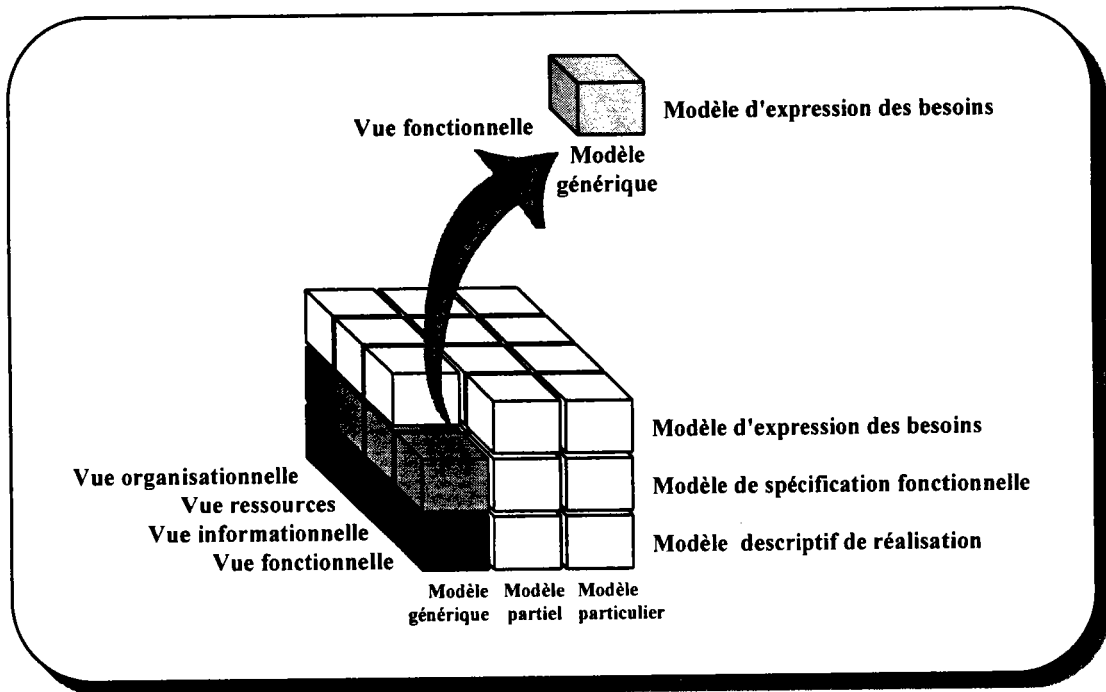 Vue fonctionnelle
Modèle d'expression des besoins
Modèle
générique
Vue organisationnelle
Vue ressources
Vue informationnelle
Vue fonctionnelle
Modèle d'expression des besoins
Modèle de spécification fonctionnelle
Modèle descriptif de réalisation
Modèle Modèle Modèle
générique partiel particulier